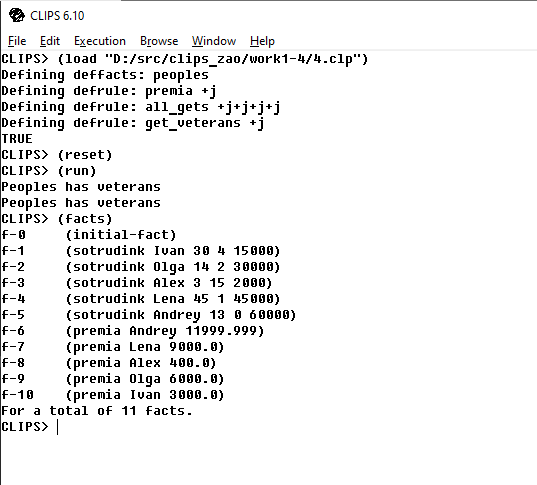 CLIPS 6.10
File Edit Execution Browse Window Help
CLIPS> (load "D:/src/clips_zao/work1-4/4.clp")
Defining deffacts: peoples
Defining defrule: premia +j
Defining defrule: all_gets +j+j+j+j
Defining defrule: get_veterans +j
TRUE
CLIPS> (reset)
CLIPS> (run)
Peoples has veterans
Peoples has veterans
CLIPS> (facts)
f-0     (initial-fact)
f-1     (sotrudink Ivan 30 4 15000)
f-2     (sotrudink Olga 14 2 30000)
f-3     (sotrudink Alex 3 15 2000)
f-4     (sotrudink Lena 45 1 45000)
f-5     (sotrudink Andrey 13 0 60000)
f-6     (premia Andrey 11999.999)
f-7     (premia Lena 9000.0)
f-8     (premia Alex 400.0)
f-9     (premia Olga 6000.0)
f-10    (premia Ivan 3000.0)
For a total of 11 facts.
CLIPS>